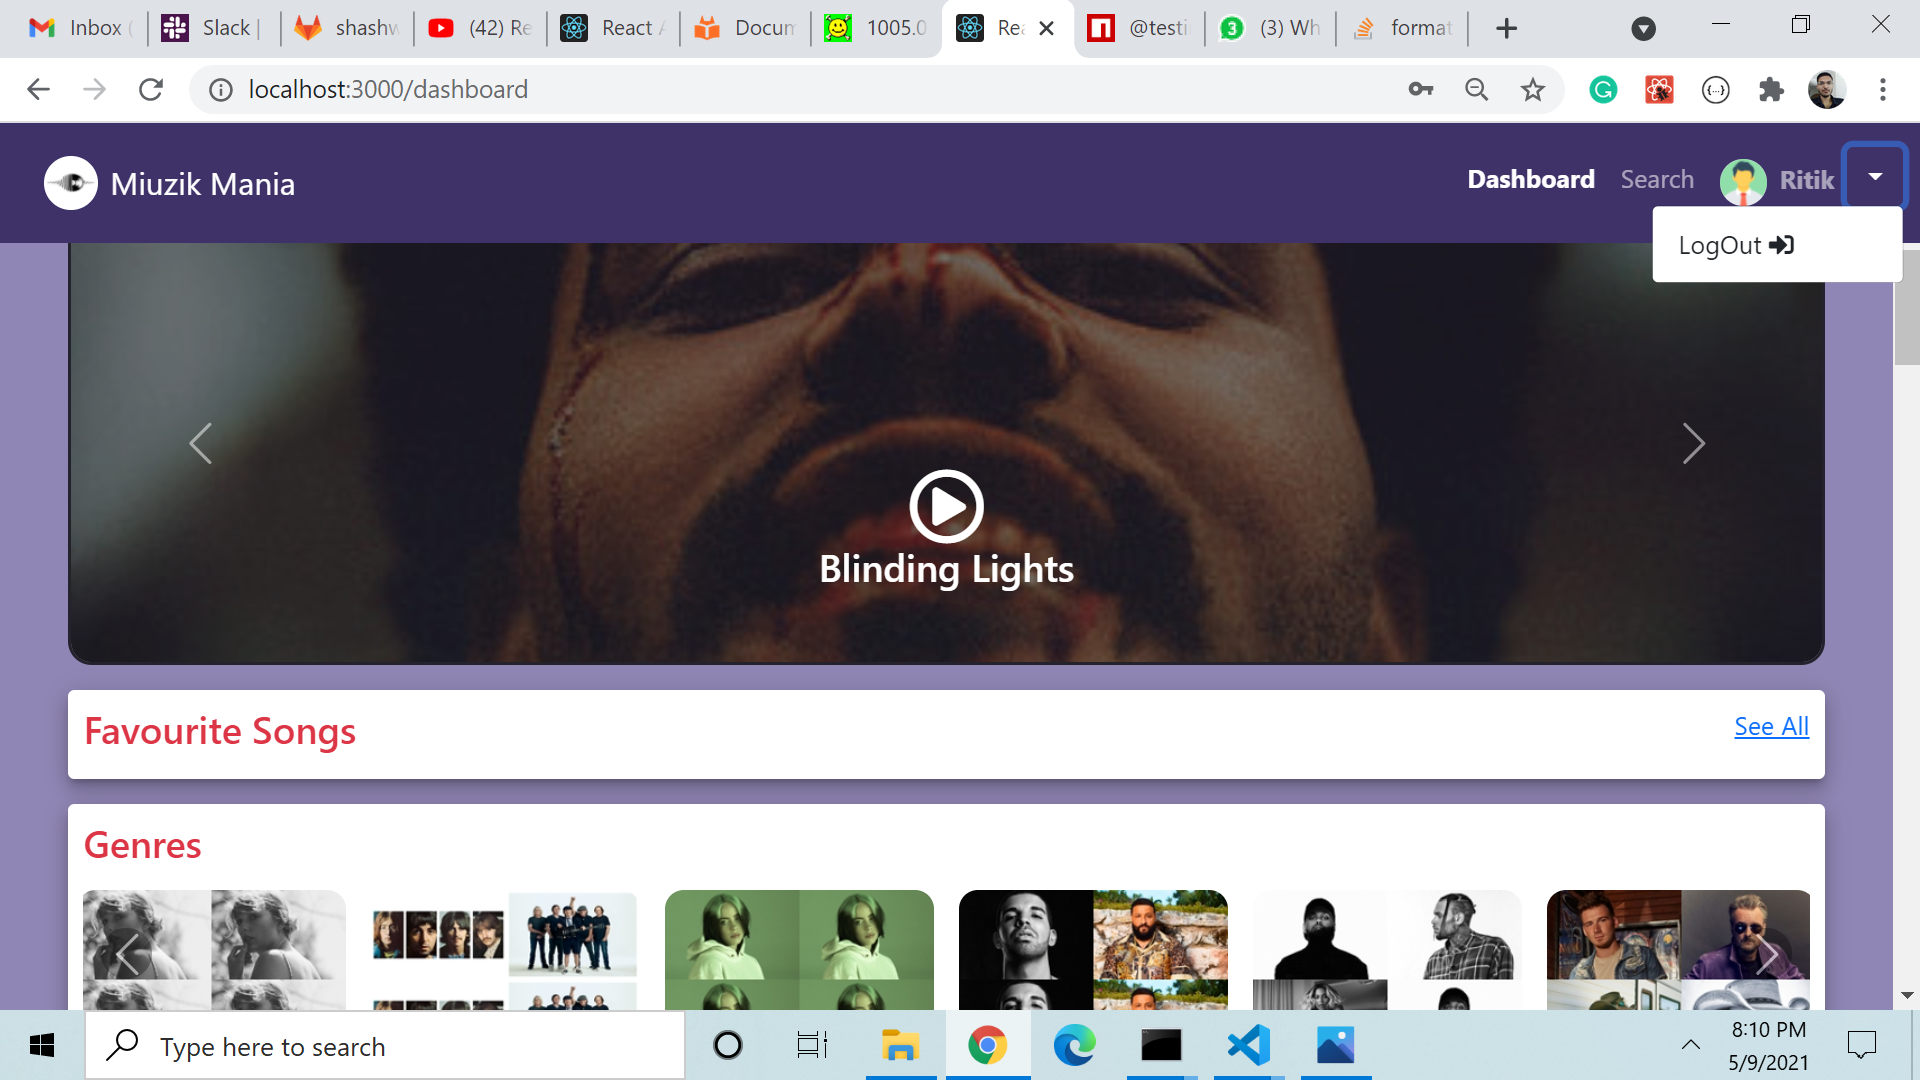 Inbox (
Slack |
shashw
(42) Re
React A
Docum
1005.0
Rea
@testi
(3) Wh
format
localhost:3000/dashboard
Miuzik Mania
Dashboard
Search
Ritik
LogOut
Blinding Lights
Favourite Songs
See All
Genres
Type here to search
8:10 PM
5/9/2021